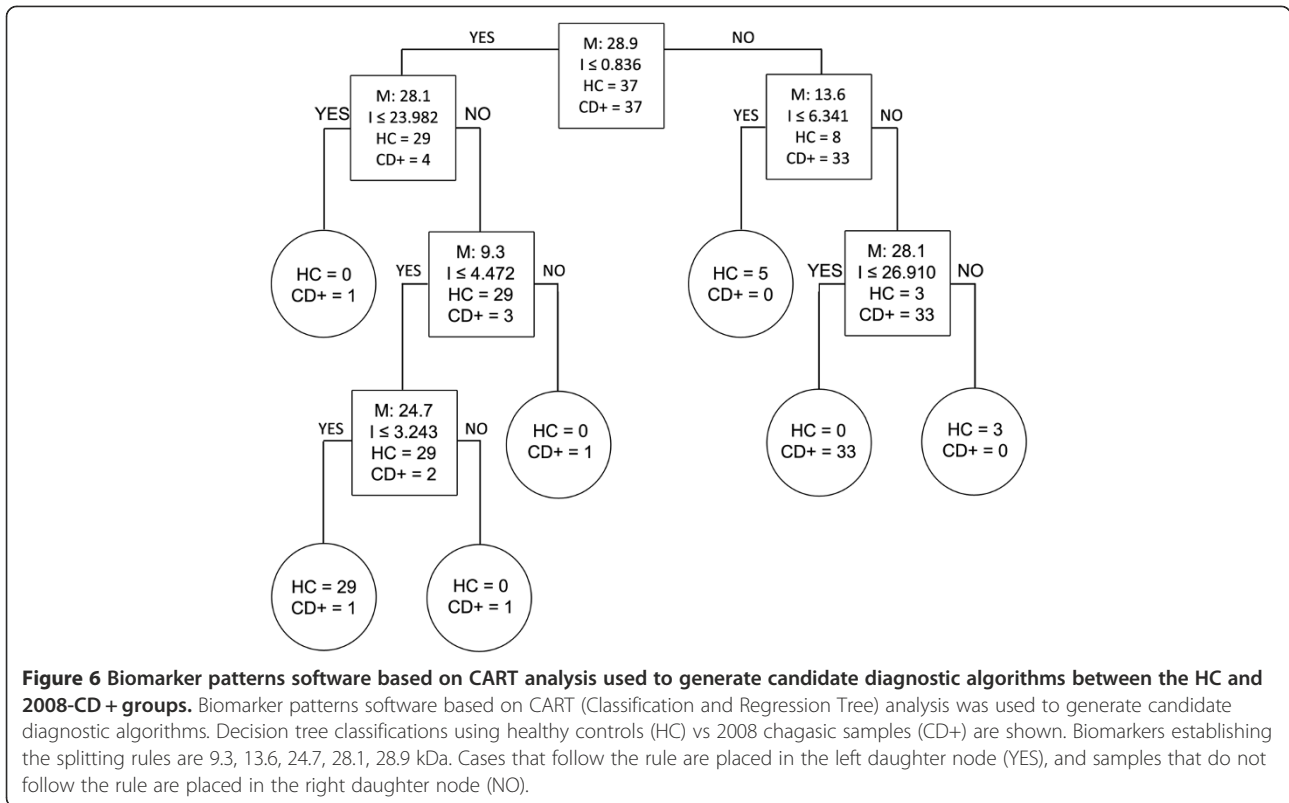 YES
NO
M: 28.9
I ≤ 0.836
HC = 37
CD+ = 37
M: 28.1
I ≤ 23.982
HC = 29
CD+ = 4
YES
NO
M: 13.6
I ≤ 6.341
HC = 8
CD+ = 33
YES
NO
HC = 0
CD+ = 1
M: 9.3
I ≤ 4.472
HC = 29
CD+ = 3
YES
NO
HC = 5
CD+ = 0
M: 28.1
I ≤ 26.910
HC = 3
CD+ = 33
YES
NO
M: 24.7
I ≤ 3.243
HC = 29
CD+ = 2
YES
NO
HC = 0
CD+ = 1
HC = 0
CD+ = 33
HC = 3
CD+ = 0
HC = 29
CD+ = 1
HC = 0
CD+ = 1
Figure 6 Biomarker patterns software based on CART analysis used to generate candidate diagnostic algorithms between the HC and
2008-CD + groups. Biomarker patterns software based on CART (Classification and Regression Tree) analysis was used to generate candidate
diagnostic algorithms. Decision tree classifications using healthy controls (HC) vs 2008 chagasic samples (CD+) are shown. Biomarkers establishing
the splitting rules are 9.3, 13.6, 24.7, 28.1, 28.9 kDa. Cases that follow the rule are placed in the left daughter node (YES), and samples that do not
follow the rule are placed in the right daughter node (NO).